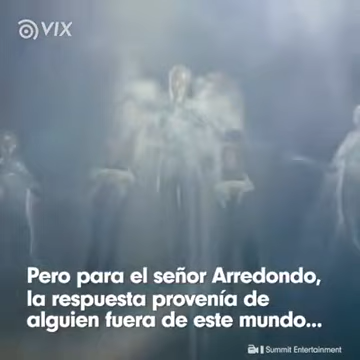 VIX
Pero para el señor Arredondo,
la respuesta provenía de
alguien fuera de este mundo...
Summit Entertainment